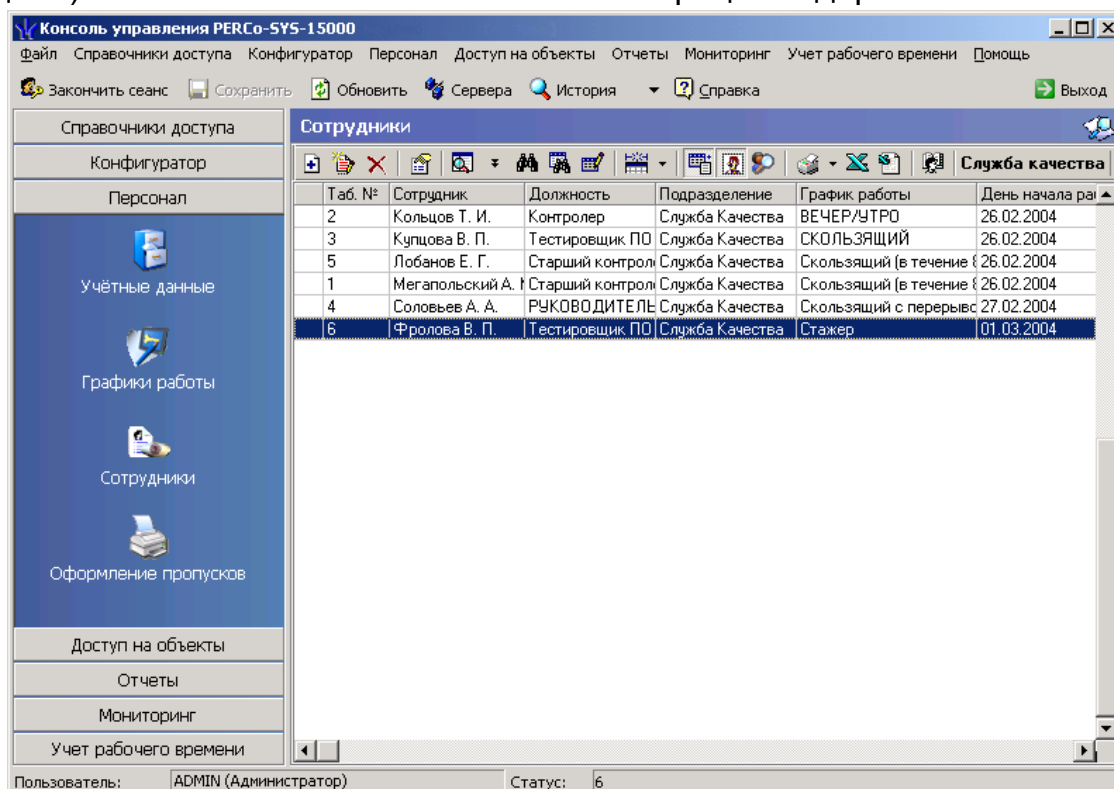 Консоль управления PERCo-SYS-15000
Файл Справочники доступа Конфигуратор Персонал Доступ на объекты Отчеты Мониторинг Учет рабочего времени Помощь
Закончить сеанс Сохранить Обновить Сервера История Справка Выход
Справочники доступа
Конфигуратор
Персонал
Учётные данные
Графики работы
Сотрудники
Оформление пропусков
Доступ на объекты
Отчеты
Мониторинг
Учет рабочего времени
Сотрудники
Служба качества
Таб. № Сотрудник Должность Подразделение График работы День начала ра
2 Кольцов Т. И. Контролер Служба Качества ВЕЧЕР/УТРО 26.02.2004
3 Купцова В. П. Тестировщик ПО Служба Качества СКОЛЬЗЯЩИЙ 26.02.2004
5 Лобанов Е. Г. Старший контрол Служба Качества Скользящий (в течение 26.02.2004
1 Мегапольский А. Старший контрол Служба Качества Скользящий (в течение 26.02.2004
4 Соловьев А. А. РУКОВОДИТЕЛЬ Служба Качества Скользящий с перерывс 27.02.2004
6 Фролова В. П. Тестировщик ПО Служба Качества Стажер 01.03.2004
Пользователь: ADMIN (Администратор) Статус: 6